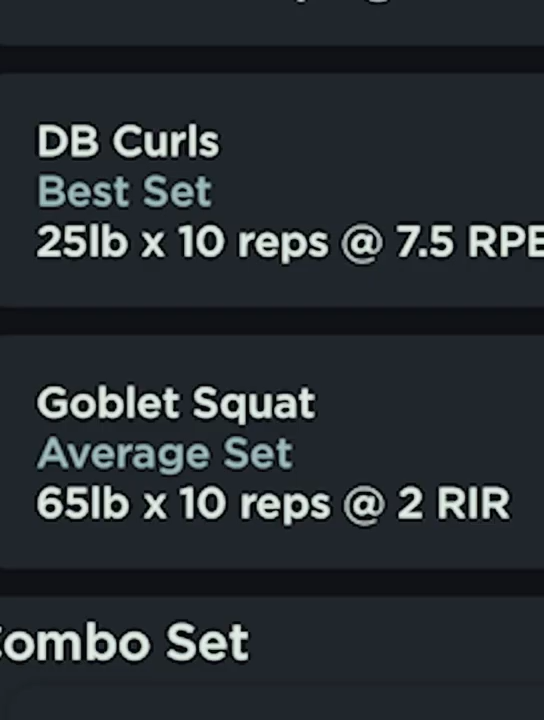 DB Curls
Best Set
25lb x 10 reps @ 7.5 RPE
Goblet Squat
Average Set
65lb x 10 reps @ 2 RIR
Combo Set